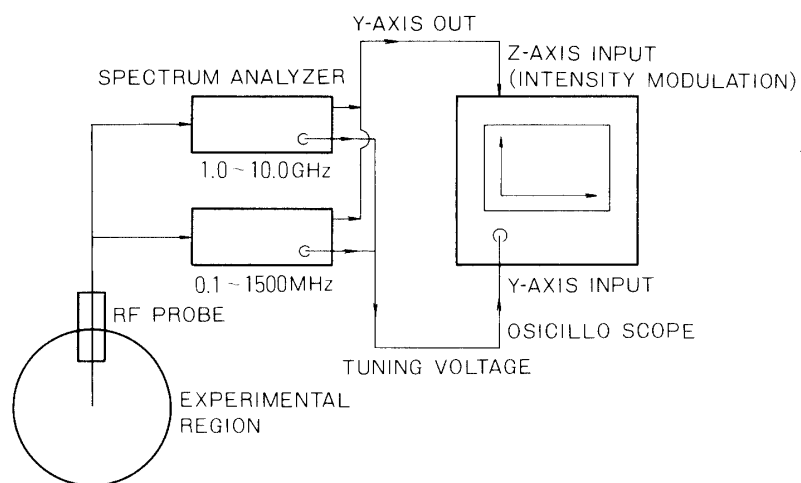 Y-AXIS OUT
Z-AXIS INPUT
(INTENSITY MODULATION)
SPECTRUM ANALYZER
1.0 ~ 10.0GHz
0.1 ~ 1500MHz
Y-AXIS INPUT
RF PROBE
OSICILLO SCOPE
TUNING VOLTAGE
EXPERIMENTAL
REGION